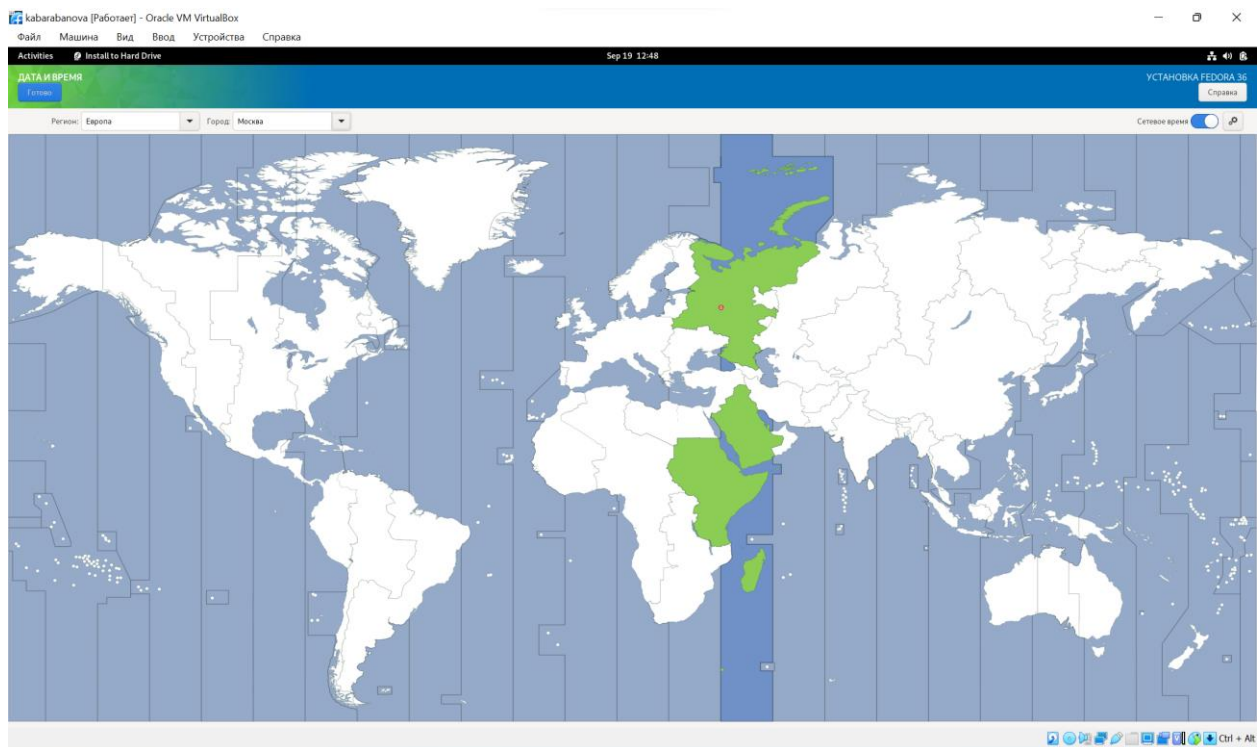 kabarabanova [Работает] - Oracle VM VirtualBox
Файл Машина Вид Ввод Устройства Справка
Activities Install to Hard Drive Sep 19 12:48
ДАТА И ВРЕМЯ УСТАНОВКА FEDORA 36
Готово Справка
Регион: Европа Город: Москва Сетевое время
Ctrl + Alt